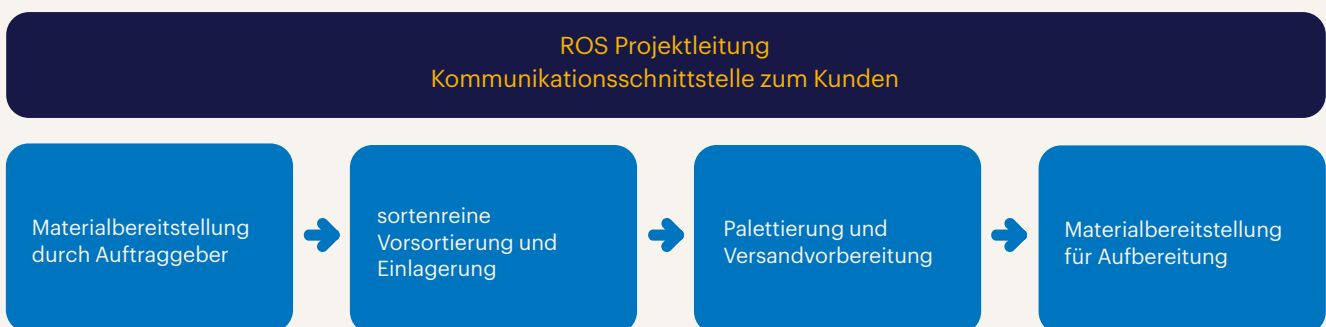 ROS Projektleitung
Kommunikationsschnittstelle zum Kunden
Materialbereitstellung
durch Auftraggeber
sortenreine
Vorsortierung und
Einlagerung
Palettierung und
Versandvorbereitung
Materialbereitstellung
für Aufbereitung